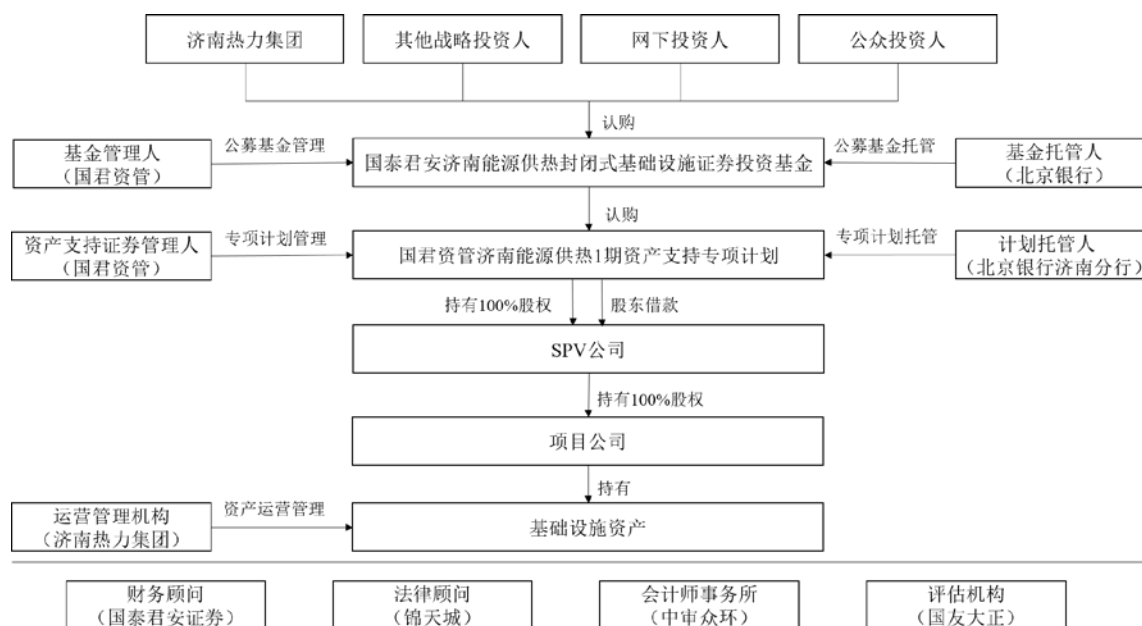 济南热力集团
其他战略投资人
网下投资人
公众投资人
认购
基金管理人
（国君资管）
公募基金管理
国泰君安济南能源供热封闭式基础设施证券投资基金
公募基金托管
基金托管人
（北京银行）
认购
资产支持证券管理人
（国君资管）
专项计划管理
国君资管济南能源供热1期资产支持专项计划
专项计划托管
计划托管人
（北京银行济南分行）
持有100%股权
股东借款
SPV公司
持有100%股权
项目公司
持有
运营管理机构
（济南热力集团）
资产运营管理
基础设施资产
财务顾问
（国泰君安证券）
法律顾问
（锦天城）
会计师事务所
（中审众环）
评估机构
（国友大正）